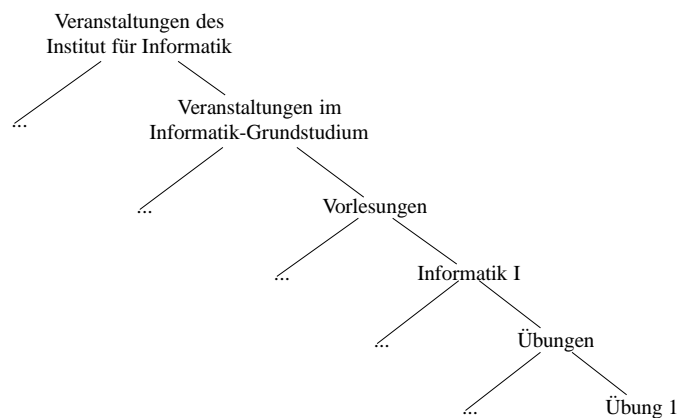 Veranstaltungen des
Institut für Informatik
...
Veranstaltungen im
Informatik-Grundstudium
...
Vorlesungen
...
Informatik I
...
Übungen
...
Übung 1